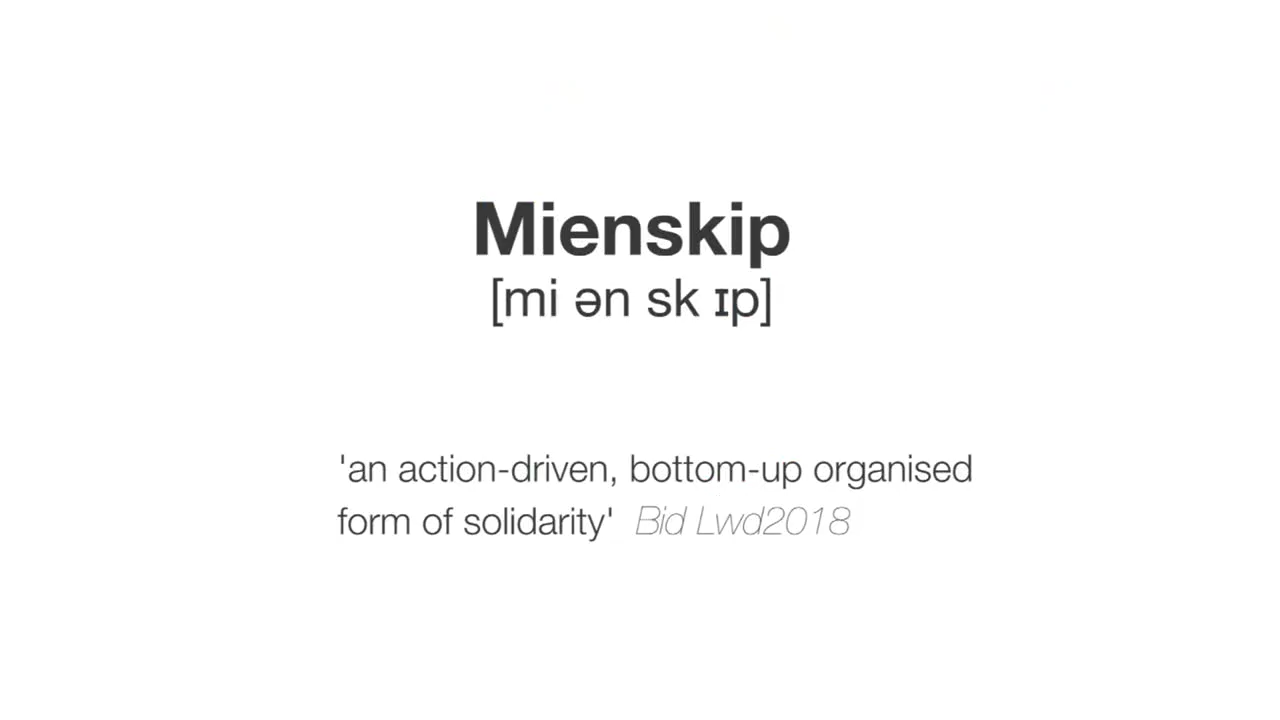 Mienskip
[mi ən sk ɪp]
'an action-driven, bottom-up organised
form of solidarity' Bid Lwd2018